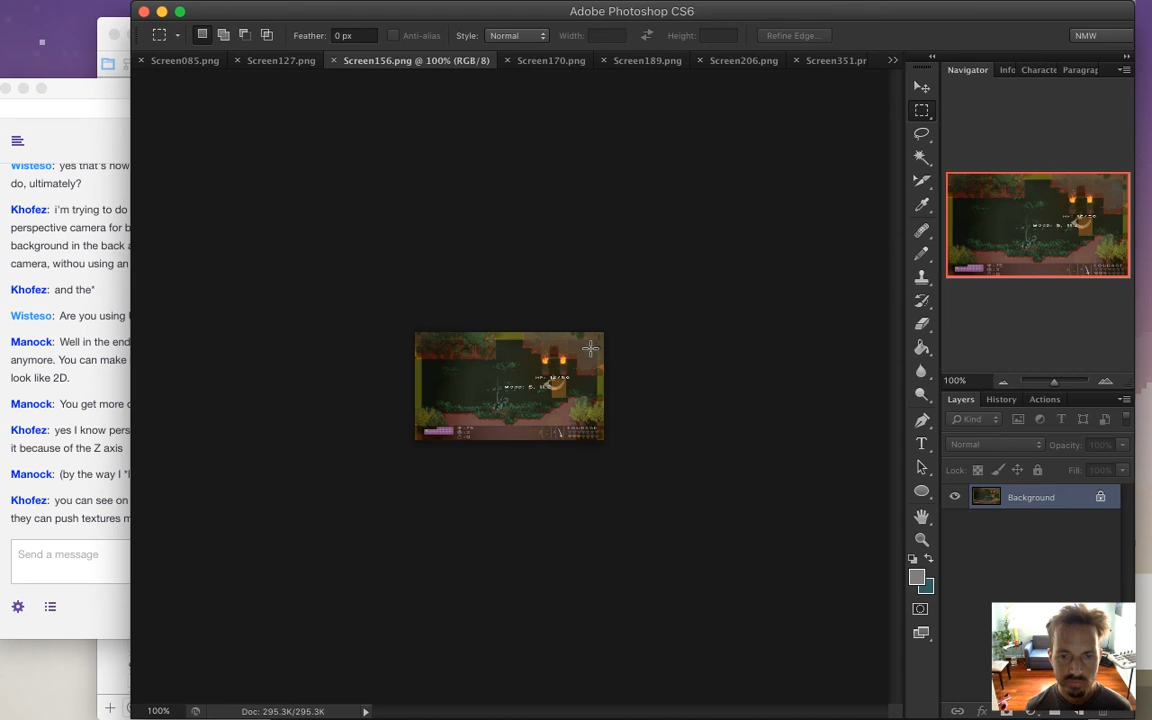 Adobe Photoshop CS6
Feather: 0 px Anti-alias Style: Normal Width: Height: Refine Edge... NMW
Screen085.png Screen127.png Screen156.png @ 100% (RGB/8) Screen170.png Screen189.png Screen206.png Screen351.pr
Navigator Info Characte Paragrap
Wisteso: yes that's how
do, ultimately?
Khofez: i'm trying to do
perspective camera for b
background in the back a
camera, withou using an
Khofez: and the*
Wisteso: Are you using
Manock: Well in the end
anymore. You can make
look like 2D.
Manock: You get more
Khofez: yes I know pers
it because of the Z axis
Manock: (by the way I
Khofez: you can see on
they can push textures m
Send a message
100%
Layers History Actions
Kind
Normal Opacity: 100%
Lock: Fill: 100%
Background
100% Doc: 295.3K/295.3K